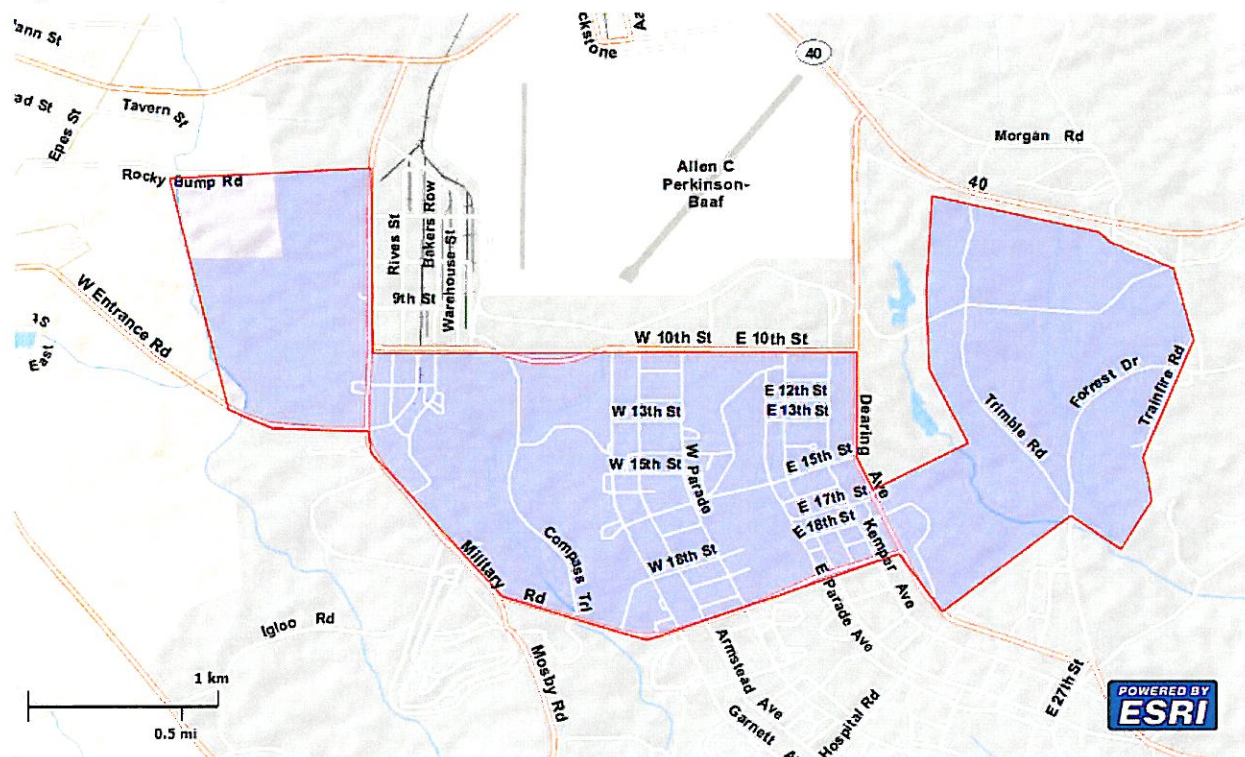 ann St
ckstone
Aa
40
ad St
Epes St
Tavern St
Morgan Rd
Rocky Bump Rd
Allen C
Perkinson-
Baaf
40
Rives St
Bakers Row
Warehouse St
W Entrance Rd
9th St
St
East
W 10th St
E 10th St
Forrest Dr
Trainfire Rd
E 12th St
W 13th St
E 13th St
Dearing Ave
Trimble Rd
W 15th St
W Parade
E 15th St
E 17th St
E 18th St
Kemper Ave
Compass Trl
W 18th St
Military Rd
E Parade Ave
Igloo Rd
Mosby Rd
Armstead Ave
Garnett A
Hospital Rd
E 27th St
1 km
0.5 mi
POWERED BY
ESRI